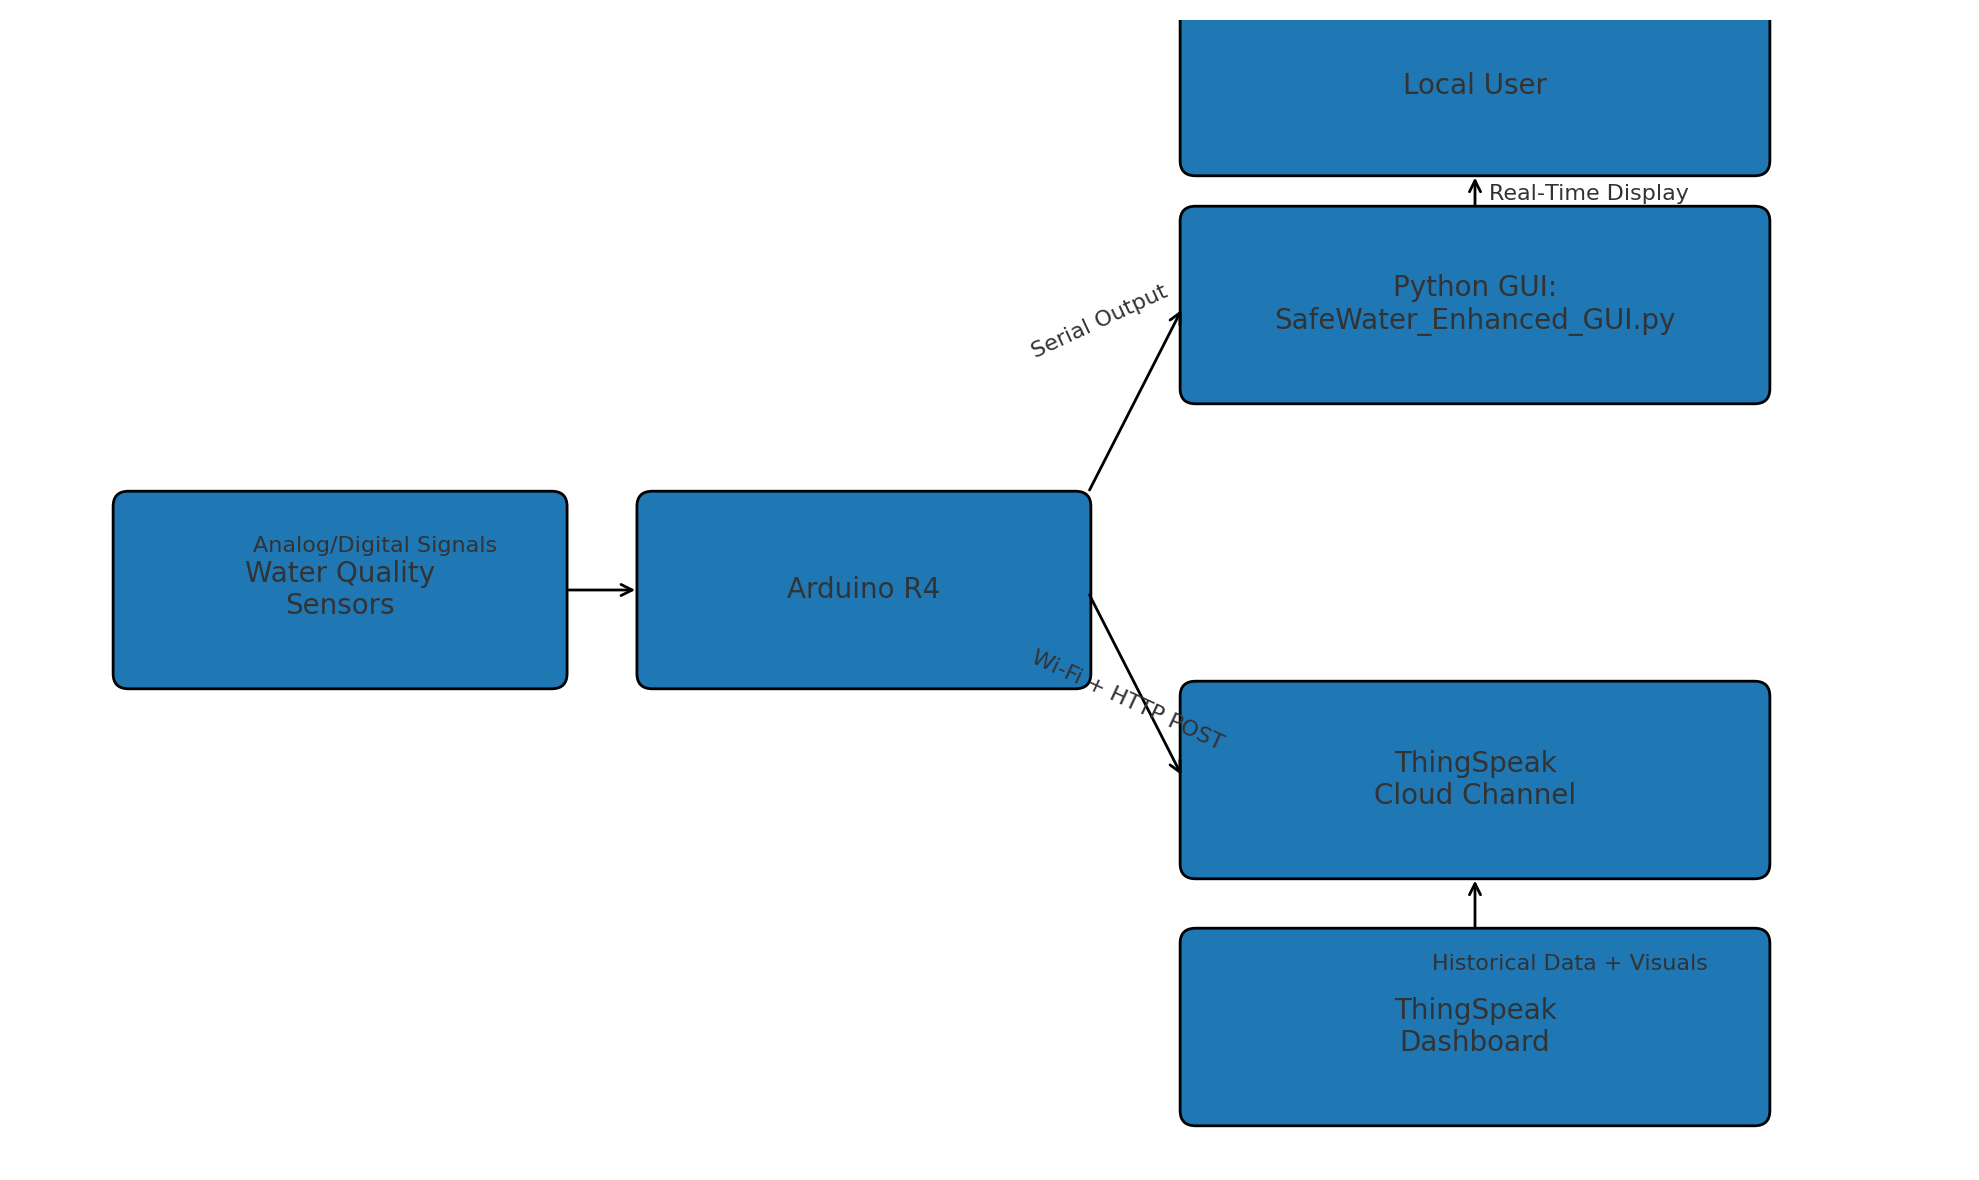 Local User
Real-Time Display
Python GUI:
SafeWater_Enhanced_GUI.py
Serial Output
Analog/Digital Signals
Water Quality
Sensors
Arduino R4
Wi-Fi + HTTP POST
ThingSpeak
Cloud Channel
Historical Data + Visuals
ThingSpeak
Dashboard